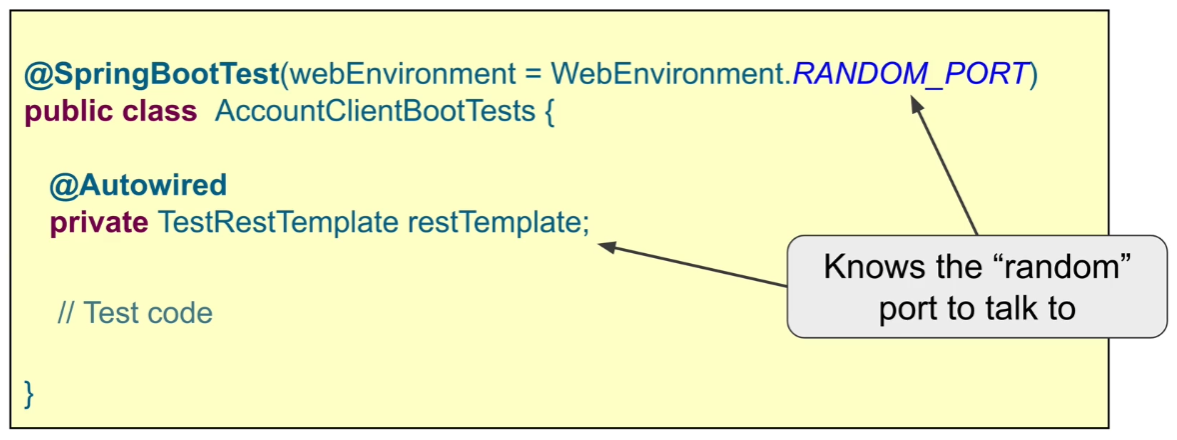 @SpringBootTest(webEnvironment = WebEnvironment.RANDOM_PORT)
public class AccountClientBootTests {
@Autowired
private TestRestTemplate restTemplate;
// Test code
}
Knows the “random”
port to talk to